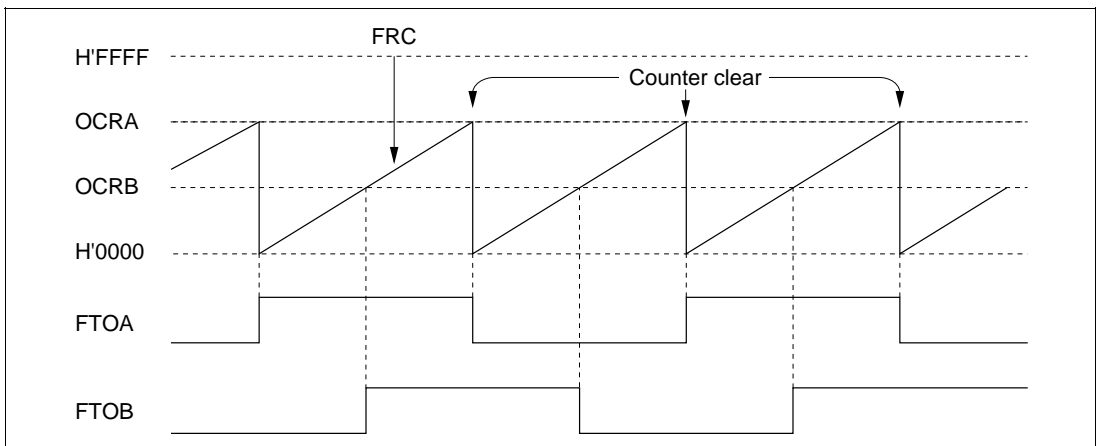 FRC
H'FFFF
Counter clear
OCRA
OCRB
H'0000
FTOA
FTOB